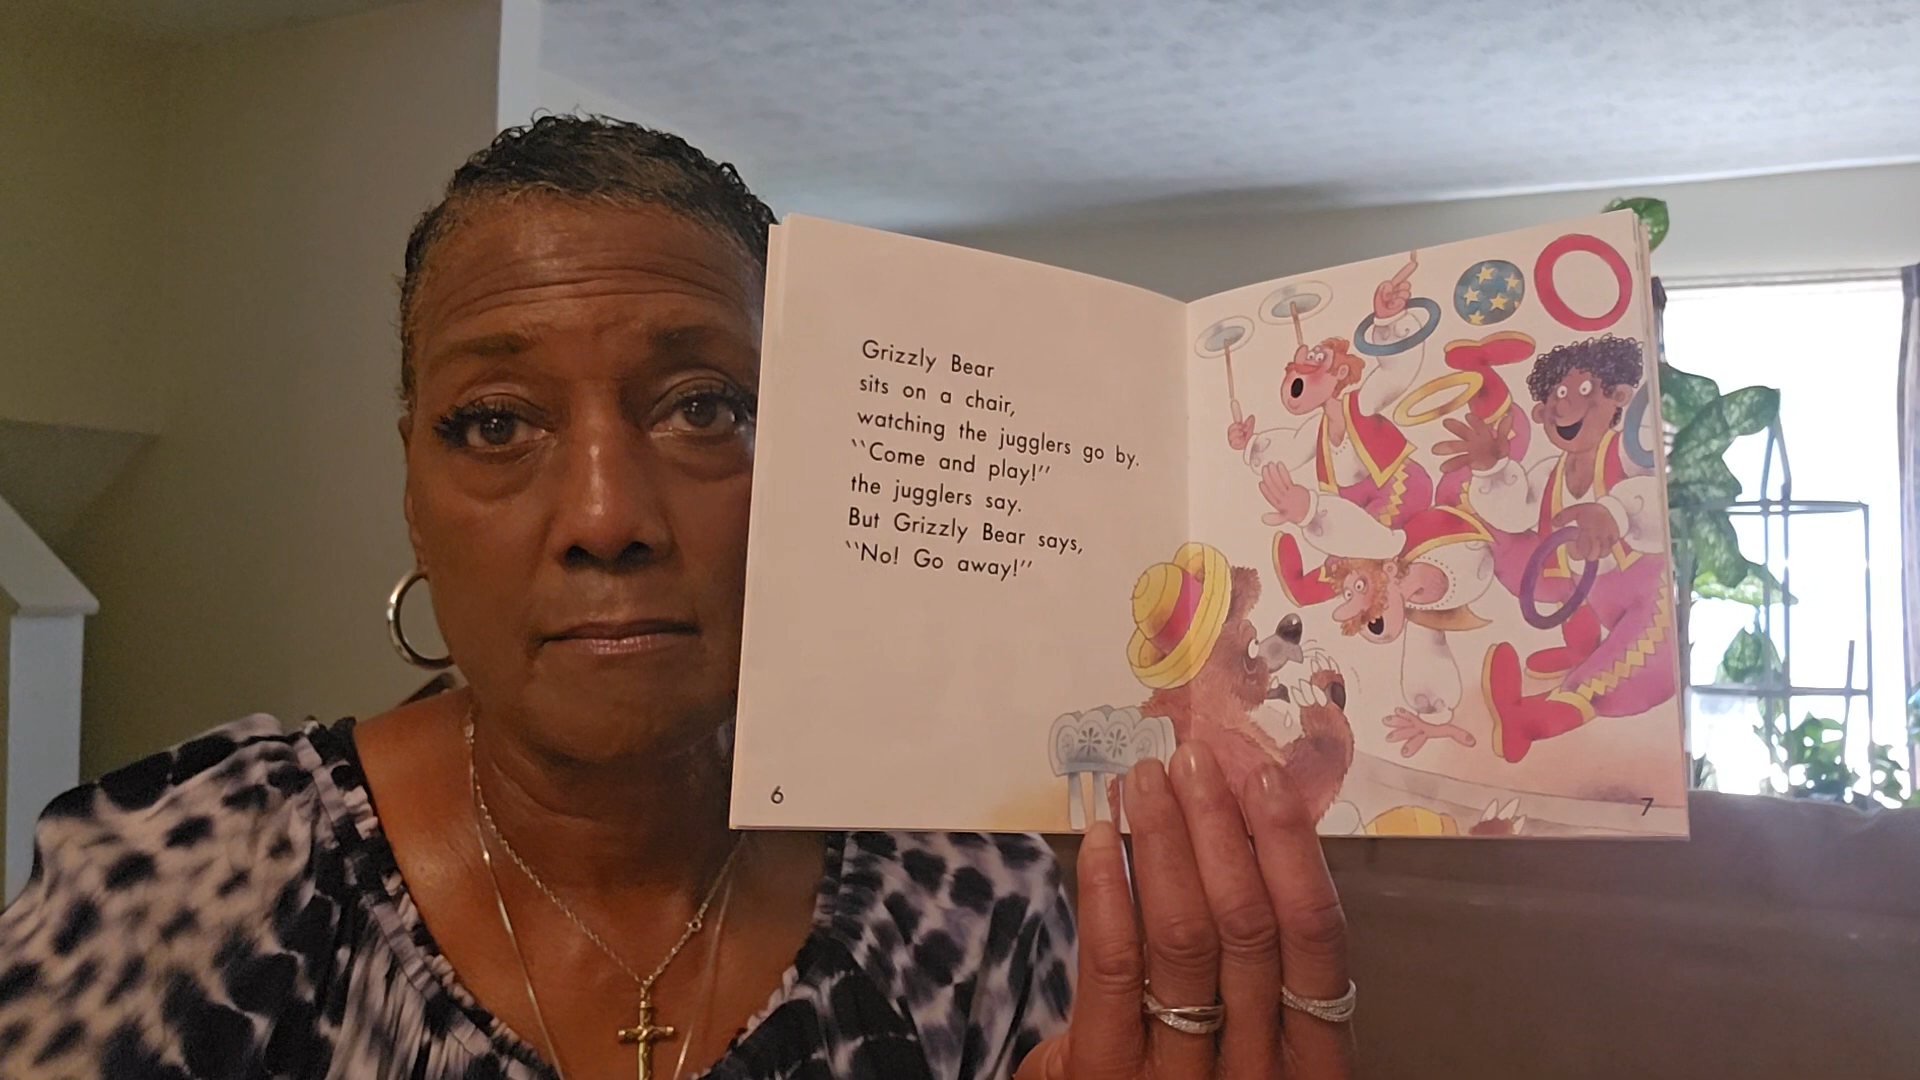 Grizzly Bear
sits on a chair,
watching the jugglers go by.
‘‘Come and play!’’
the jugglers say.
But Grizzly Bear says,
‘‘No! Go away!’’
6
7